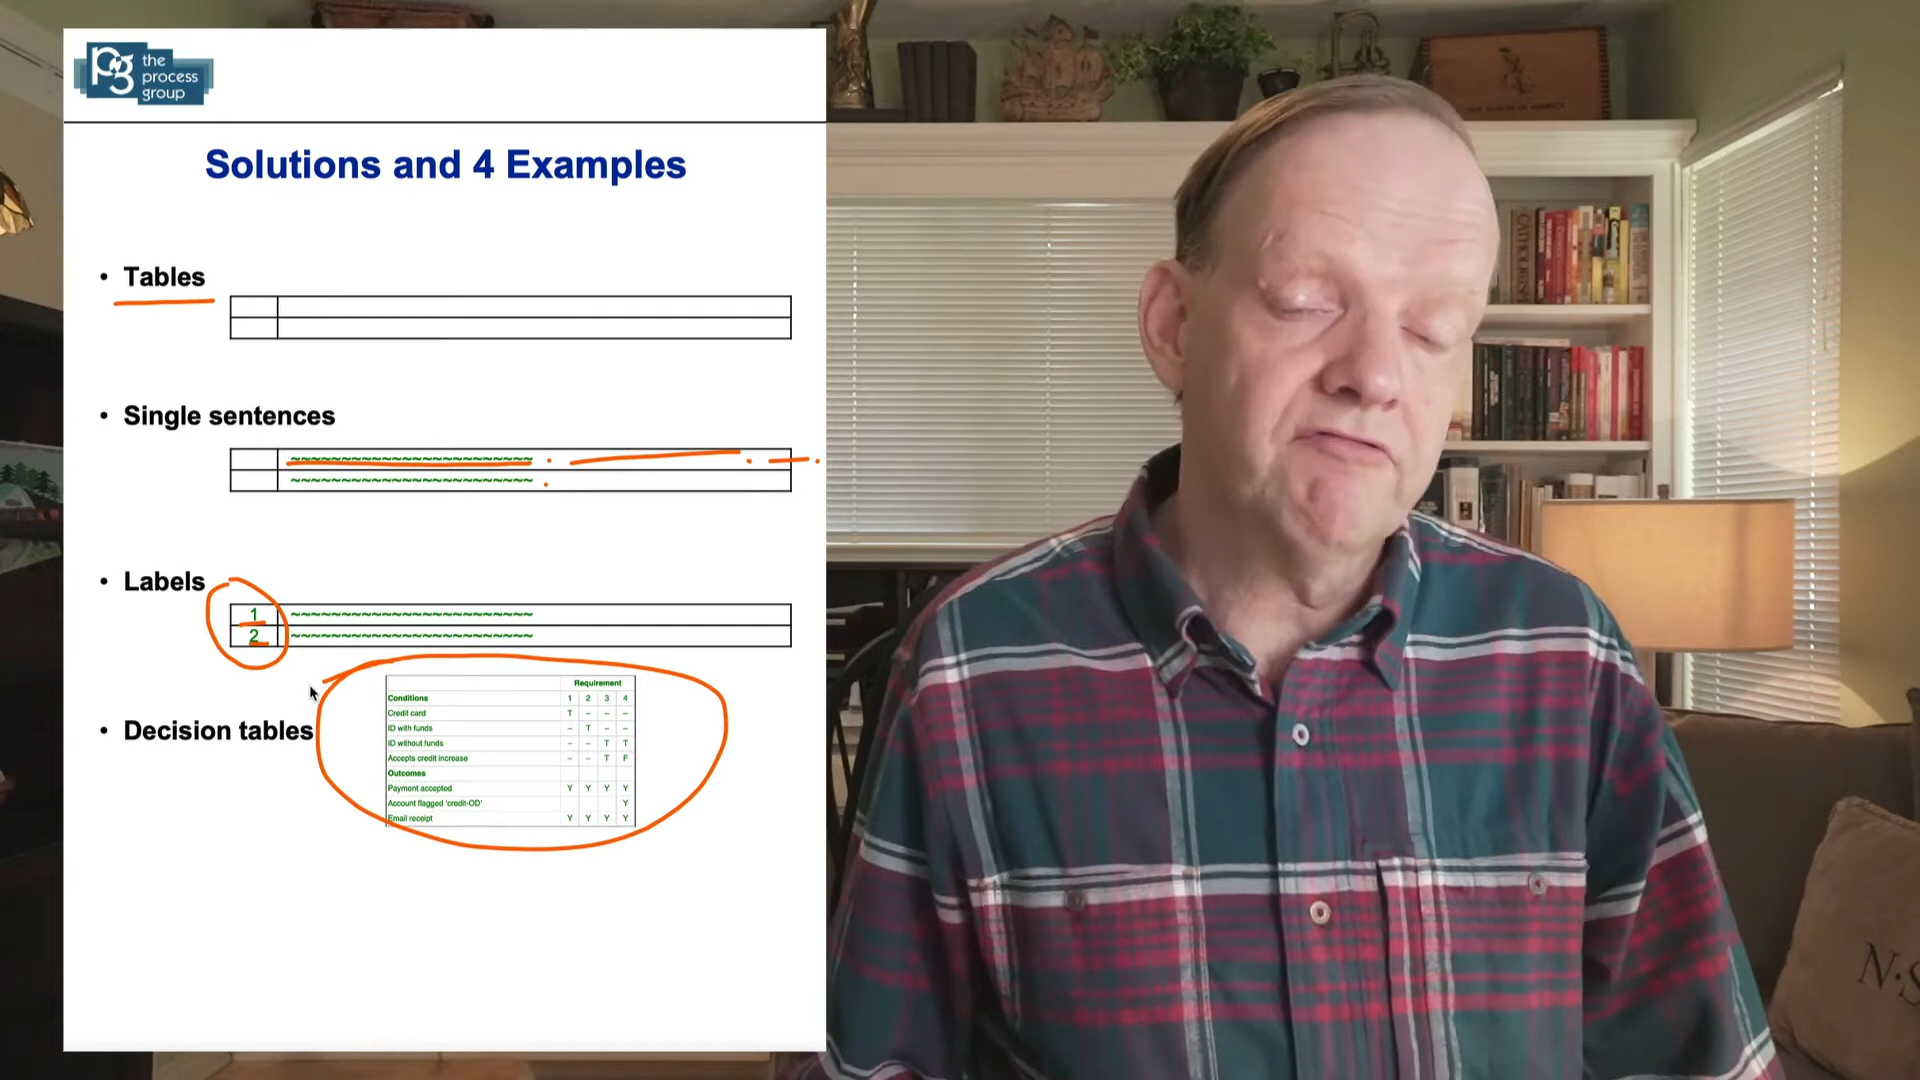 pg the
process
group
Solutions and 4 Examples
• Tables
• Single sentences
• Labels
1
2
• Decision tables
Requirement
Conditions 1 2 3 4
Credit card T – – –
ID with funds – T – –
ID without funds – – T T
Accepts credit increase – – T F
Outcomes
Payment accepted Y Y Y Y
Account flagged 'credit-OD' Y
Email receipt Y Y Y Y
N·S